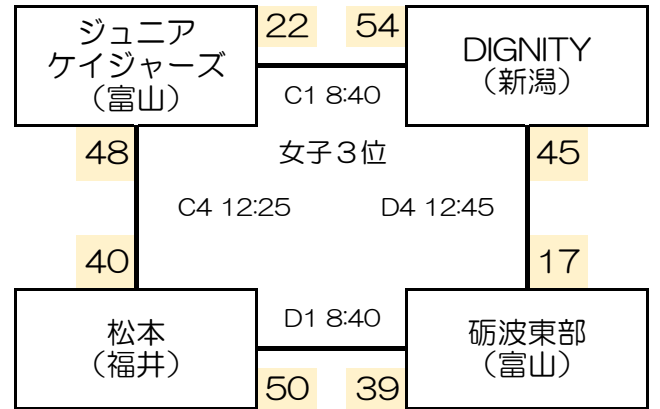 ジュニア
ケイジャーズ
（富山）
22 54
DIGNITY
（新潟）
C1 8:40
48 女子３位 45
C4 12:25 D4 12:45
40 17
松本
（福井）
D1 8:40
砺波東部
（富山）
50 39